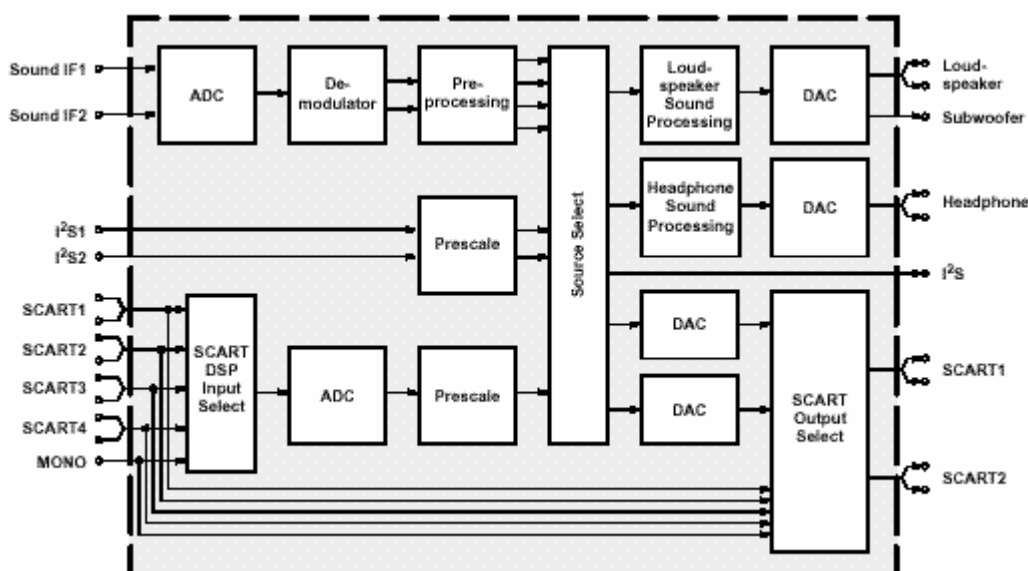 Sound IF1
Sound IF2
ADC
De-
modulator
Pre-
processing
Loud-
speaker
Sound
Processing
DAC
Loud-
speaker
Subwoofer
Headphone
Sound
Processing
DAC
Headphone
I²S1
I²S2
Prescale
Source Select
I²S
SCART1
SCART2
SCART3
SCART4
MONO
SCART
DSP
Input
Select
ADC
Prescale
DAC
DAC
SCART
Output
Select
SCART1
SCART2